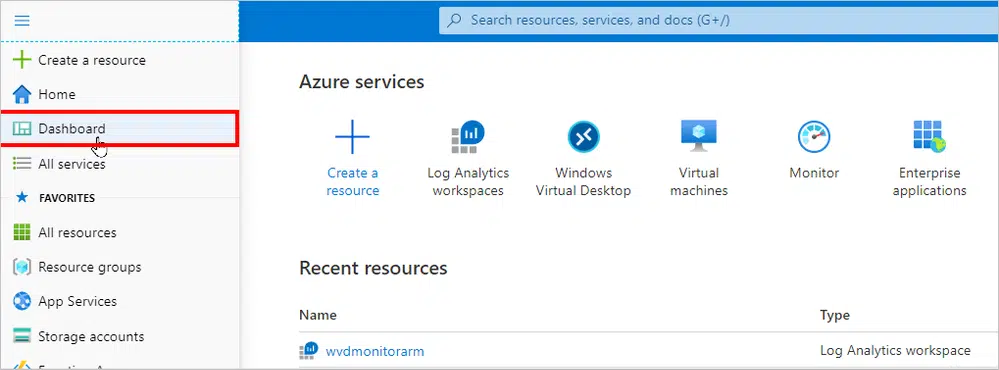 Search resources, services, and docs (G+/)
Create a resource
Home
Dashboard
All services
FAVORITES
All resources
Resource groups
App Services
Storage accounts
Azure services
Create a
resource
Log Analytics
workspaces
Windows
Virtual Desktop
Virtual
machines
Monitor
Enterprise
applications
Recent resources
Name
Type
wvdmonitorarm
Log Analytics workspace